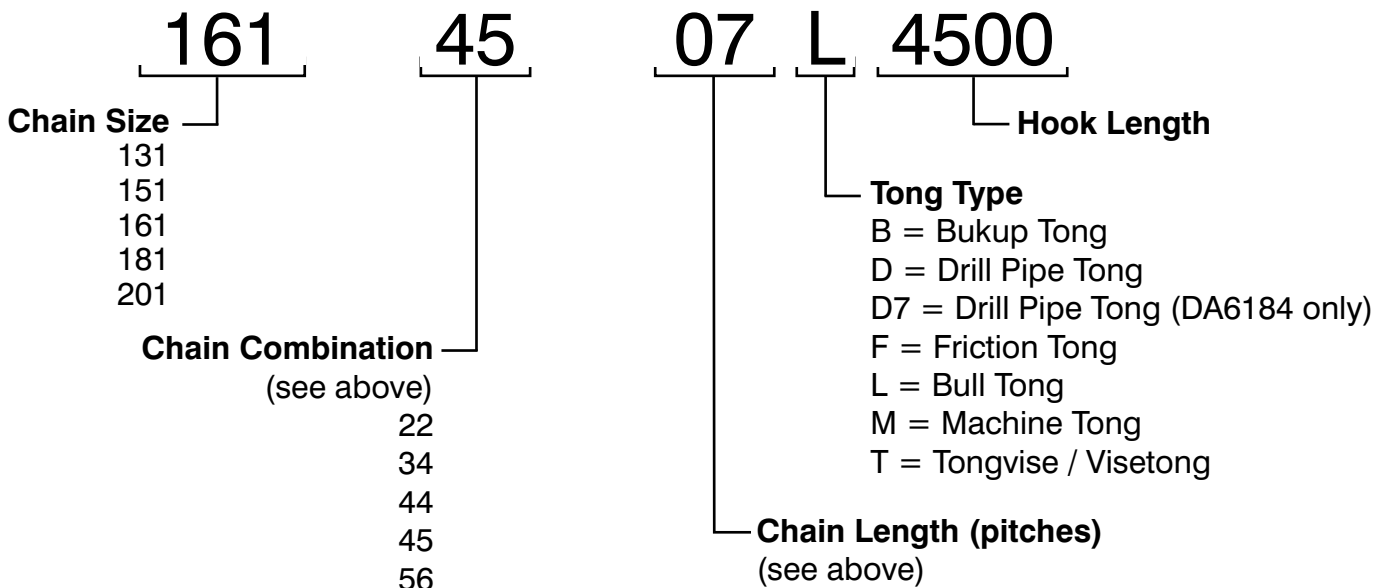 161 45 07 L 4500
Chain Size
131
151
161
181
201
Chain Combination
(see above)
22
34
44
45
56
Chain Length (pitches)
(see above)
Tong Type
B = Bukup Tong
D = Drill Pipe Tong
D7 = Drill Pipe Tong (DA6184 only)
F = Friction Tong
L = Bull Tong
M = Machine Tong
T = Tongvise / Visetong
Hook Length